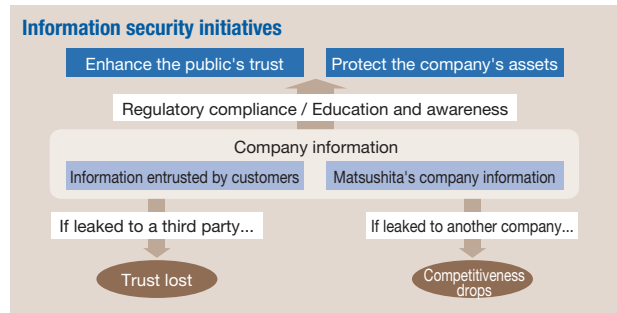 Information security initiatives
Enhance the public's trust
Protect the company's assets
Regulatory compliance / Education and awareness
Company information
Information entrusted by customers
Matsushita's company information
If leaked to a third party...
If leaked to another company...
Trust lost
Competitiveness
drops